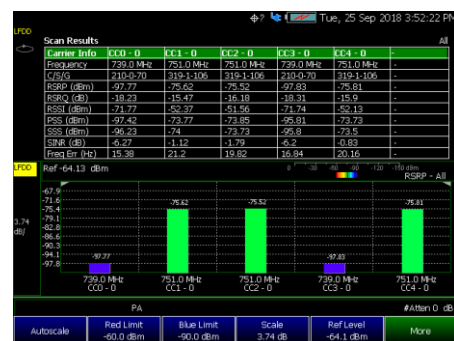 ? Tue, 25 Sep 2018 3:52:22 PM
LFDD
Scan Results All
Carrier Info CC0 - 0 CC1 - 0 CC2 - 0 CC3 - 0 CC4 - 0 -
Frequency 739.0 MHz 751.0 MHz 751.0 MHz 739.0 MHz 751.0 MHz -
C/S/G 210-0-70 319-1-106 319-1-106 210-0-70 319-1-106 -
RSRP (dBm) -97.77 -75.62 -75.52 -97.83 -75.81 -
RSRQ (dB) -18.23 -15.47 -16.18 -18.31 -15.9 -
RSSI (dBm) -71.77 -52.37 -51.56 -71.74 -52.13 -
PSS (dBm) -97.42 -73.77 -73.85 -95.81 -73.73 -
SSS (dBm) -96.23 -74 -73.73 -95.8 -73.5 -
SINR (dB) -6.27 -1.12 -1.79 -6.2 -0.83 -
Freq Err (Hz) 15.38 21.2 19.82 16.84 20.16 -
LFDD Ref -64.13 dBm 0 -30 -60 -90 -120 -150 dBm
RSRP - All
-67.9
-71.6
-75.4
-79.1
-82.8
-86.6
-90.3
-94.1
-97.8
3.74
dB/
-97.77 -75.62 -75.52 -97.83 -75.81
739.0 MHz 751.0 MHz 751.0 MHz 739.0 MHz 751.0 MHz
CC0 - 0 CC1 - 0 CC2 - 0 CC3 - 0 CC4 - 0
PA #Atten 0 dB
Autoscale Red Limit Blue Limit Scale Ref Level More
-60.0 dBm -90.0 dBm 3.74 dB -64.1 dBm